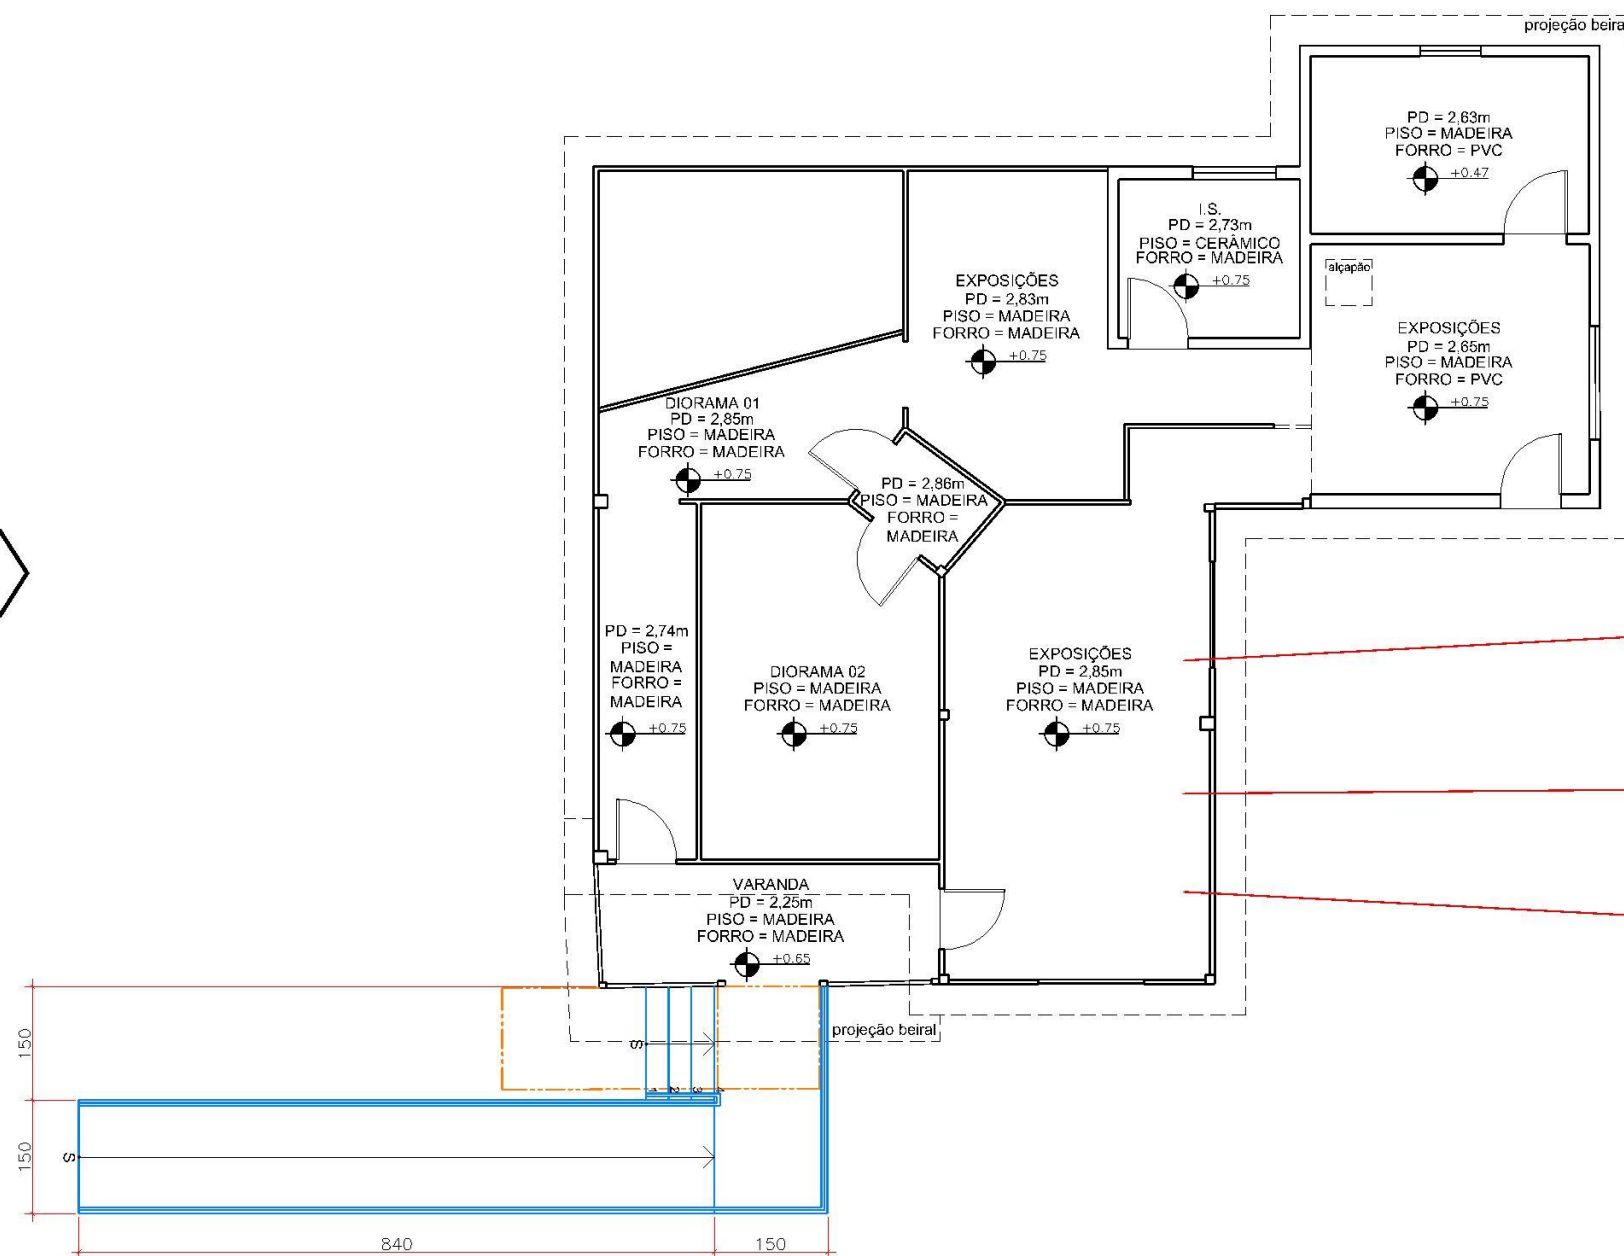 projeção beira
PD = 2,63m
PISO = MADEIRA
FORRO = PVC
+0.47
I.S.
PD = 2,73m
PISO = CERÂMICO
FORRO = MADEIRA
+0.75
alçapão
EXPOSIÇÕES
PD = 2,83m
PISO = MADEIRA
FORRO = MADEIRA
+0.75
EXPOSIÇÕES
PD = 2,65m
PISO = MADEIRA
FORRO = PVC
+0.75
DIORAMA 01
PD = 2,85m
PISO = MADEIRA
FORRO = MADEIRA
+0.75
PD = 2,86m
PISO = MADEIRA
FORRO =
MADEIRA
PD = 2,74m
PISO =
MADEIRA
FORRO =
MADEIRA
+0.75
DIORAMA 02
PISO = MADEIRA
FORRO = MADEIRA
+0.75
EXPOSIÇÕES
PD = 2,85m
PISO = MADEIRA
FORRO = MADEIRA
+0.75
VARANDA
PD = 2,25m
PISO = MADEIRA
FORRO = MADEIRA
+0.65
projeção beiral
S
1 2 3 4
150
150
S
840
150